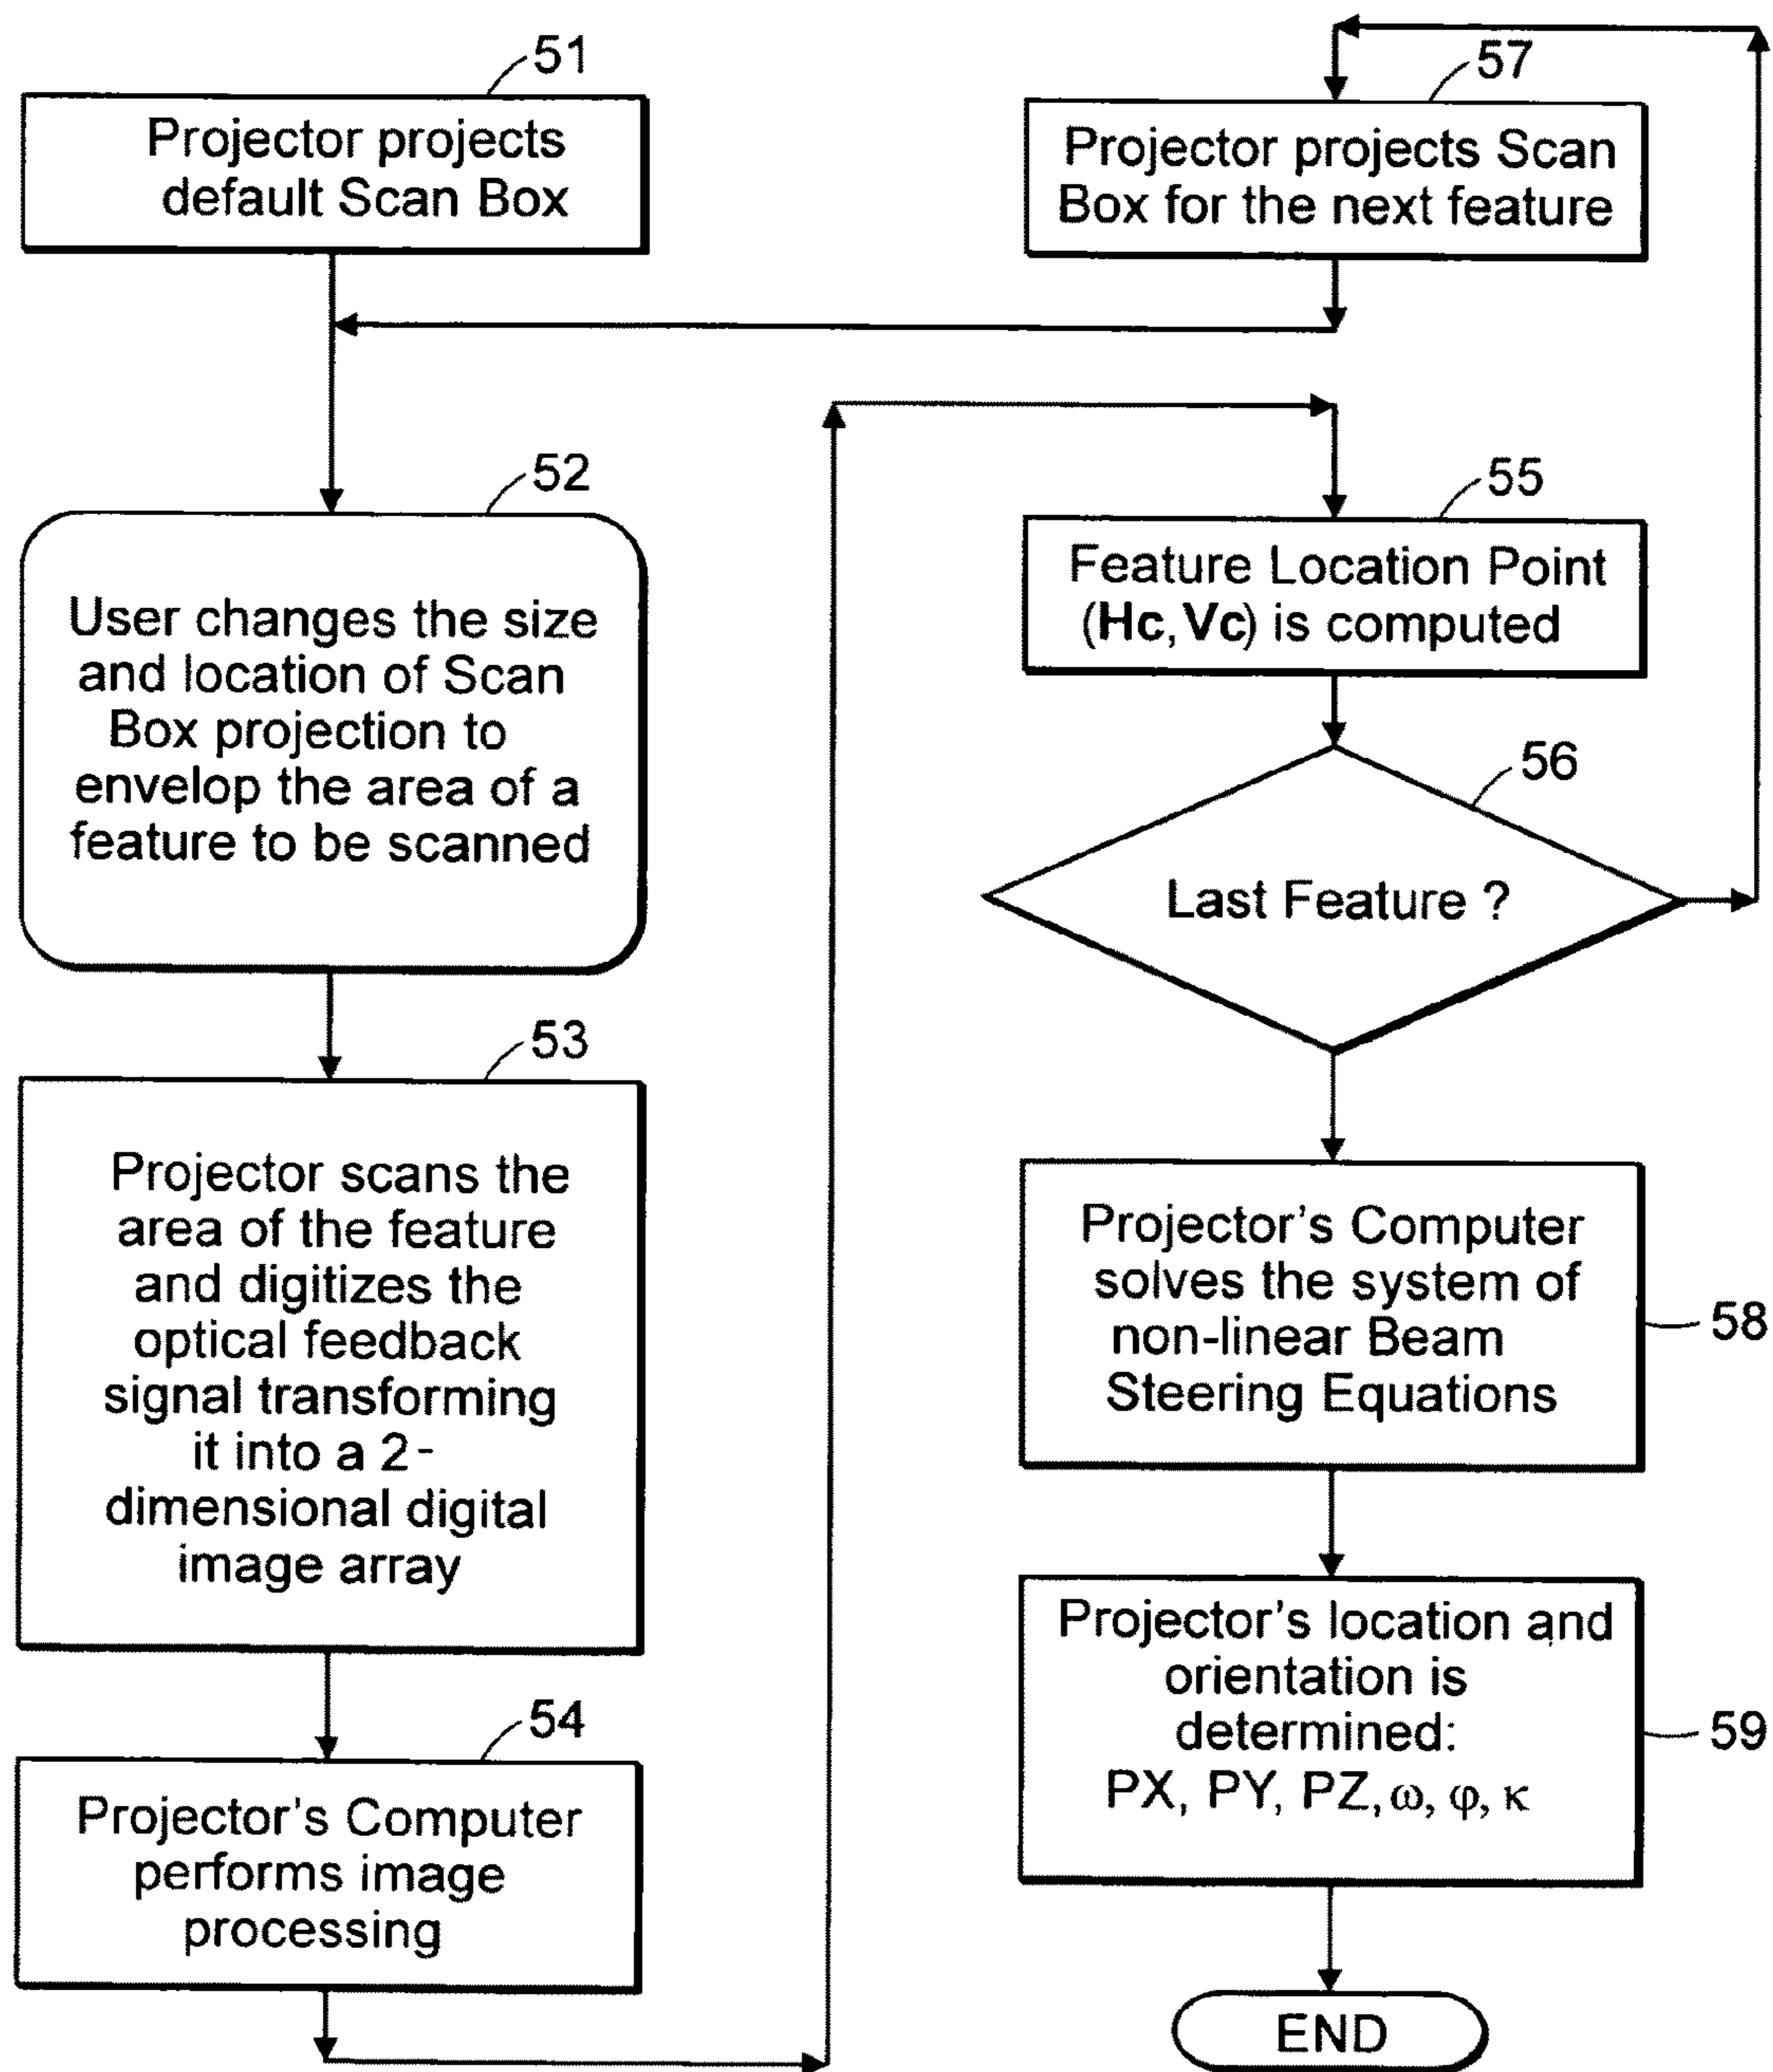 51
Projector projects
default Scan Box
52
User changes the size
and location of Scan
Box projection to
envelop the area of a
feature to be scanned
53
Projector scans the
area of the feature
and digitizes the
optical feedback
signal transforming
it into a 2-
dimensional digital
image array
54
Projector's Computer
performs image
processing
57
Projector projects Scan
Box for the next feature
55
Feature Location Point
(Hc, Vc) is computed
56
Last Feature ?
Projector's Computer
solves the system of
non-linear Beam
Steering Equations
58
Projector's location and
orientation is
determined:
PX, PY, PZ, ω, φ, κ
59
END